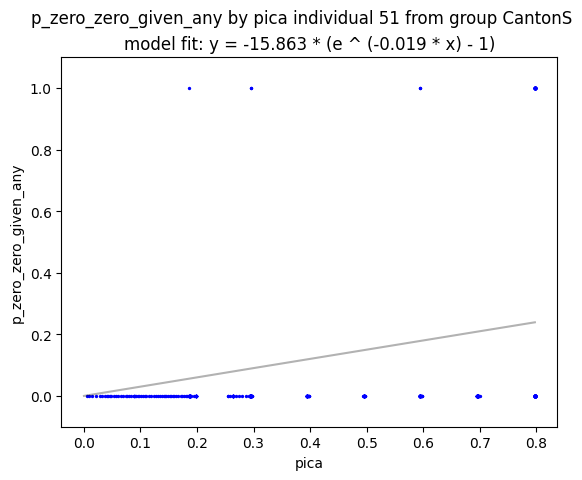 p_zero_zero_given_any by pica individual 51 from group CantonS
model fit: y = -15.863 * (e ^ (-0.019 * x) - 1)
p_zero_zero_given_any
1.0
0.8
0.6
0.4
0.2
0.0
0.0 0.1 0.2 0.3 0.4 0.5 0.6 0.7 0.8
pica